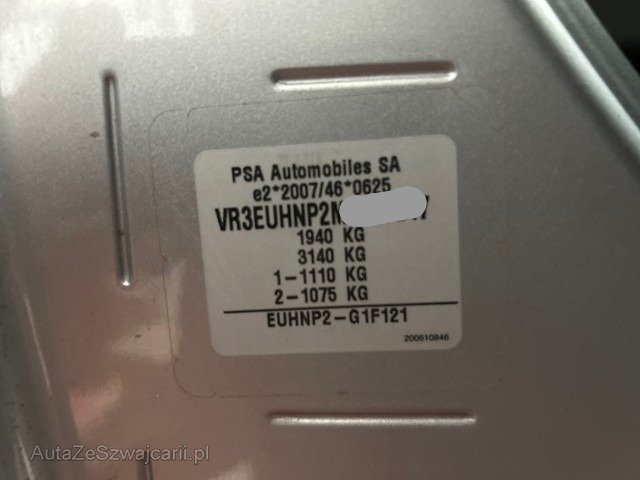 PSA Automobiles SA
e2*2007/46*0625
VR3EUHNP2M
1940 KG
3140 KG
1-1110 KG
2-1075 KG
EUHNP2-G1F121
200610846
AutaZeSzwajcarii.pl